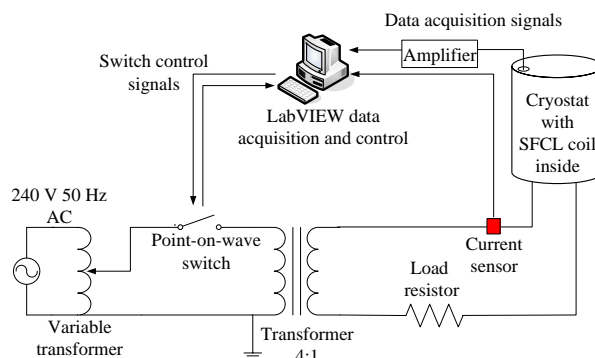 Data acquisition signals
Switch control
signals
Amplifier
LabVIEW data
acquisition and control
Cryostat
with
SFCL coil
inside
240 V 50 Hz
AC
Point-on-wave
switch
Current
sensor
Load
resistor
Variable
transformer
Transformer
4:1